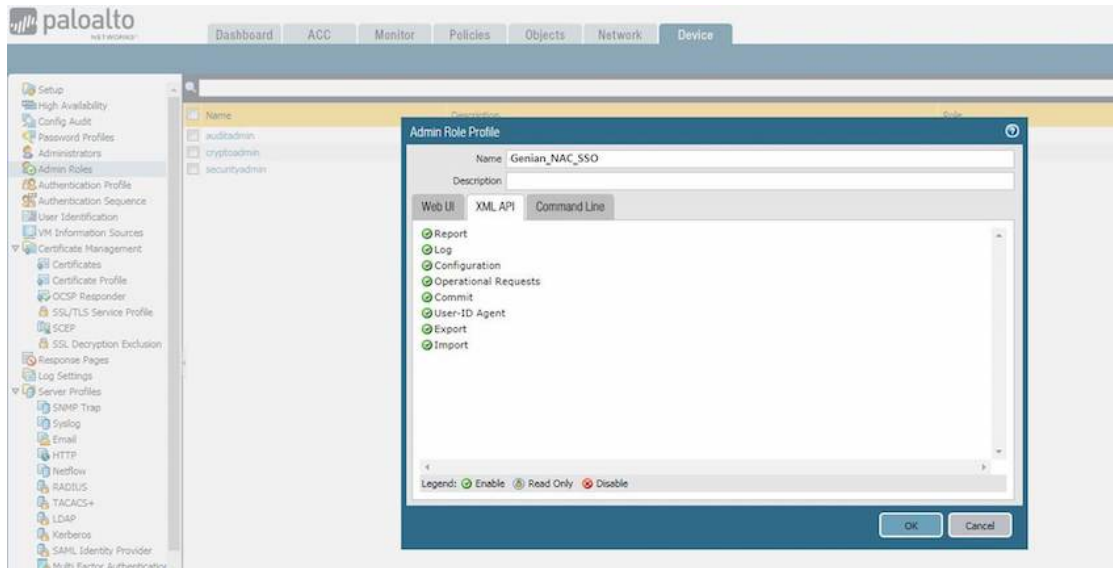 paloalto
NETWORKS
Dashboard ACC Monitor Policies Objects Network Device
Setup
High Availability
Config Audit
Password Profiles
Administrators
Admin Roles
Authentication Profile
Authentication Sequence
User Identification
VM Information Sources
Certificate Management
Certificates
Certificate Profile
OCSP Responder
SSL/TLS Service Profile
SCEP
SSL Decryption Exclusion
Response Pages
Log Settings
Server Profiles
SNMP Trap
Syslog
Email
HTTP
Netflow
RADIUS
TACACS+
LDAP
Kerberos
SAML Identity Provider
Multi Factor Authentication
Name Description Role
auditadmin
cryptoadmin
securityadmin
Admin Role Profile
Name Genian_NAC_SSO
Description
Web UI XML API Command Line
Report
Log
Configuration
Operational Requests
Commit
User-ID Agent
Export
Import
Legend: Enable Read Only Disable
OK Cancel